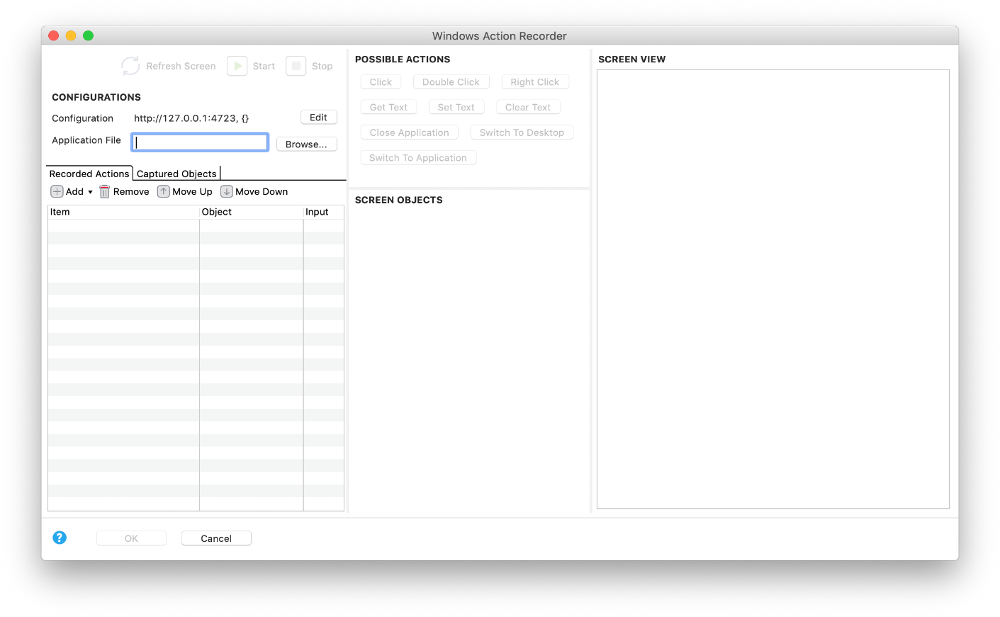 Windows Action Recorder
Refresh Screen Start Stop
CONFIGURATIONS
Configuration http://127.0.0.1:4723, {} Edit
Application File Browse...
Recorded Actions Captured Objects
Add Remove Move Up Move Down
Item Object Input
POSSIBLE ACTIONS
Click Double Click Right Click
Get Text Set Text Clear Text
Close Application Switch To Desktop
Switch To Application
SCREEN OBJECTS
SCREEN VIEW
? OK Cancel